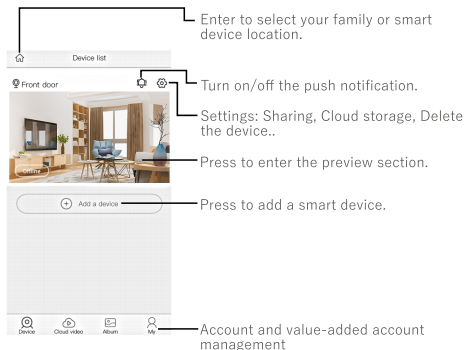 Enter to select your family or smart
device location.
Device list
Front door
Turn on/off the push notification.
Settings: Sharing, Cloud storage, Delete
the device..
Press to enter the preview section.
Offline
Add a device
Press to add a smart device.
Device
Cloud video
Album
My
Account and value-added account
management